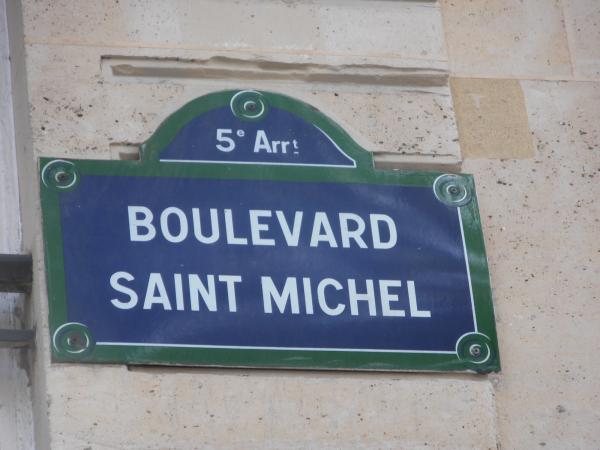 5e Arrt
BOULEVARD
SAINT MICHEL